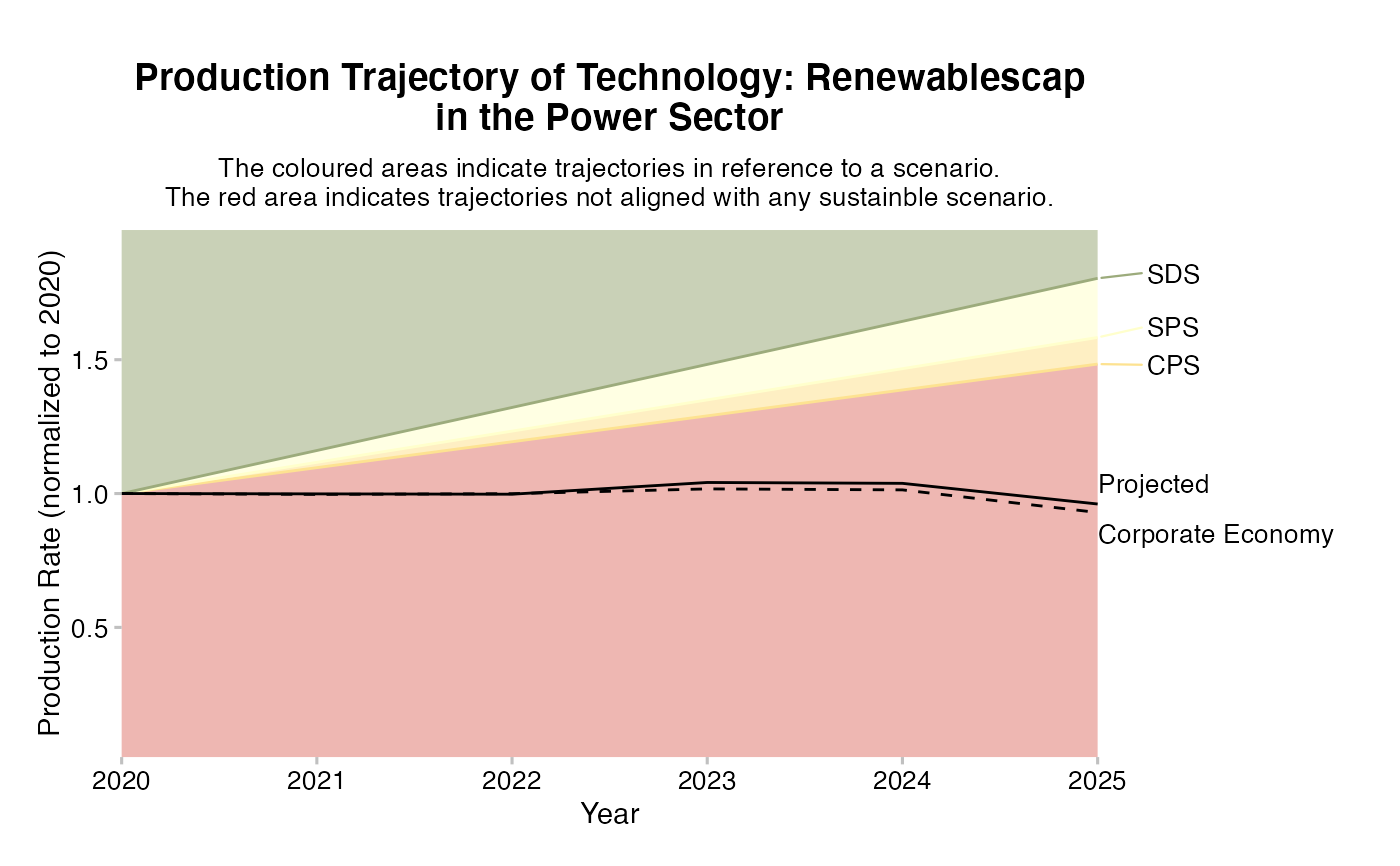 Production Trajectory of Technology: Renewablescap
in the Power Sector
The coloured areas indicate trajectories in reference to a scenario.
The red area indicates trajectories not aligned with any sustainble scenario.
Production Rate (normalized to 2020)
1.5
1.0
0.5
SDS
SPS
CPS
Projected
Corporate Economy
2020 2021 2022 2023 2024 2025
Year